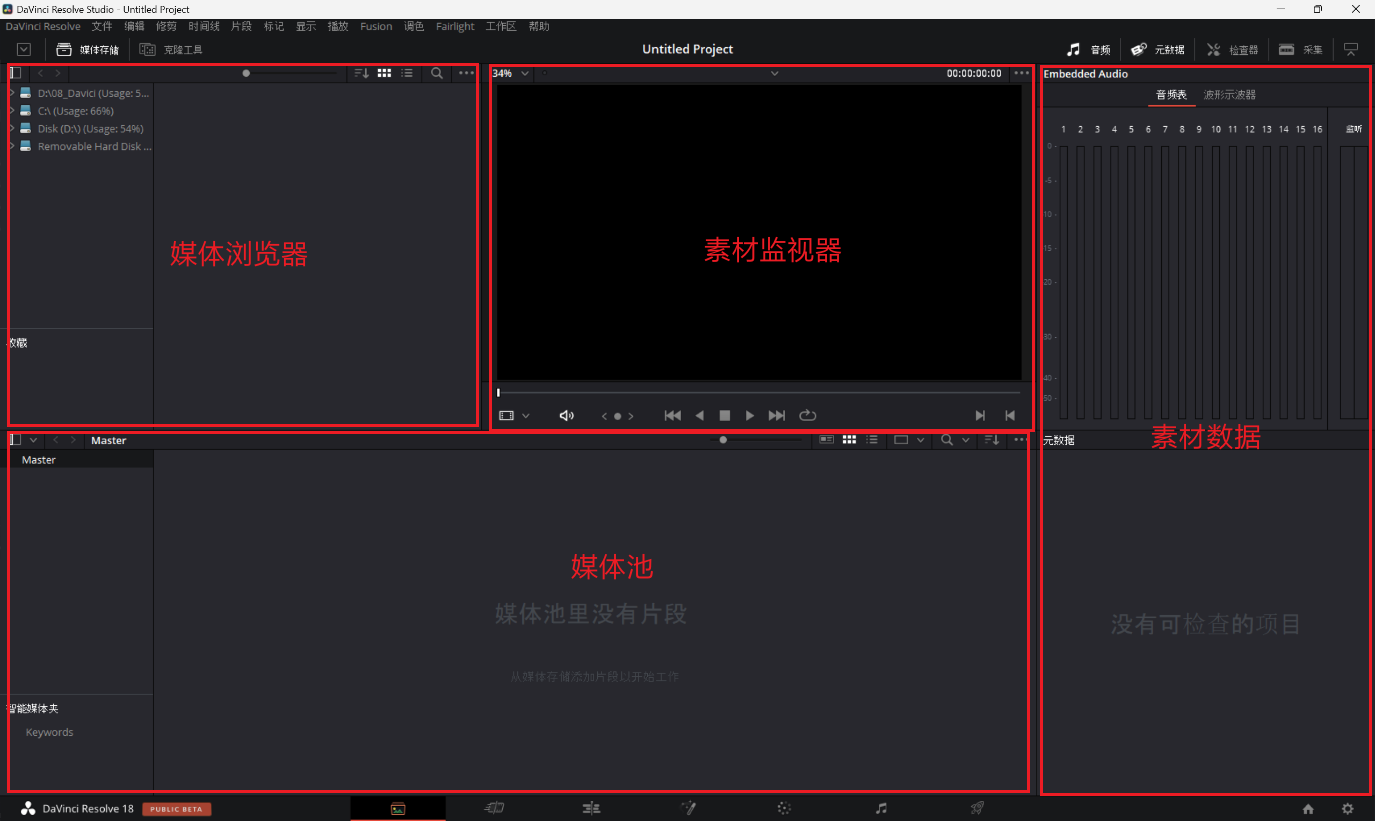 DaVinci Resolve Studio - Untitled Project
DaVinci Resolve 文件 编辑 修剪 时间线 片段 标记 显示 播放 Fusion 调色 Fairlight 工作区 帮助
媒体存储 克隆工具 Untitled Project 音频 元数据 检查器 采集
34% 00:00:00:00 Embedded Audio
D:\08_Davici (Usage: 5...
C:\ (Usage: 66%)
Disk (D:\) (Usage: 54%)
Removable Hard Disk ...
音频表 波形示波器
1 2 3 4 5 6 7 8 9 10 11 12 13 14 15 16 监听
0
-5
-10
-15
-20
-30
-40
-50
媒体浏览器
素材监视器
收藏
素材数据
Master
元数据
Master
媒体池
媒体池里没有片段
从媒体存储添加片段以开始工作
没有可检查的项目
智能媒体夹
Keywords
DaVinci Resolve 18 PUBLIC BETA